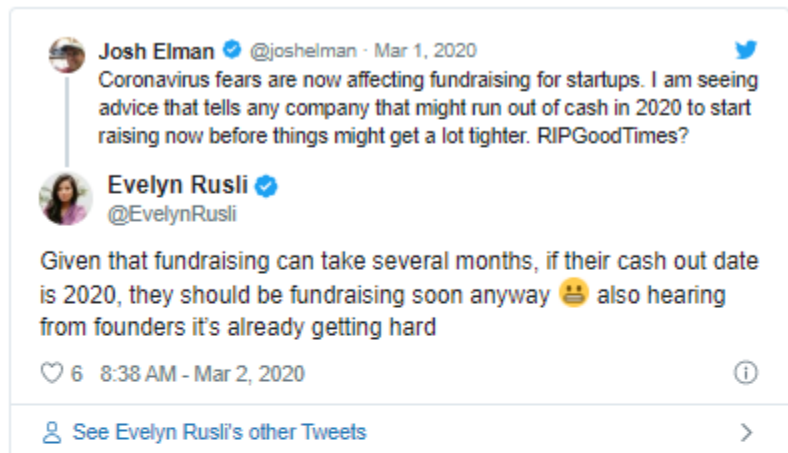 Josh Elman @joshelman · Mar 1, 2020
Coronavirus fears are now affecting fundraising for startups. I am seeing
advice that tells any company that might run out of cash in 2020 to start
raising now before things might get a lot tighter. RIPGoodTimes?
Evelyn Rusli
@EvelynRusli
Given that fundraising can take several months, if their cash out date
is 2020, they should be fundraising soon anyway 😬 also hearing
from founders it's already getting hard
6 8:38 AM - Mar 2, 2020
See Evelyn Rusli's other Tweets